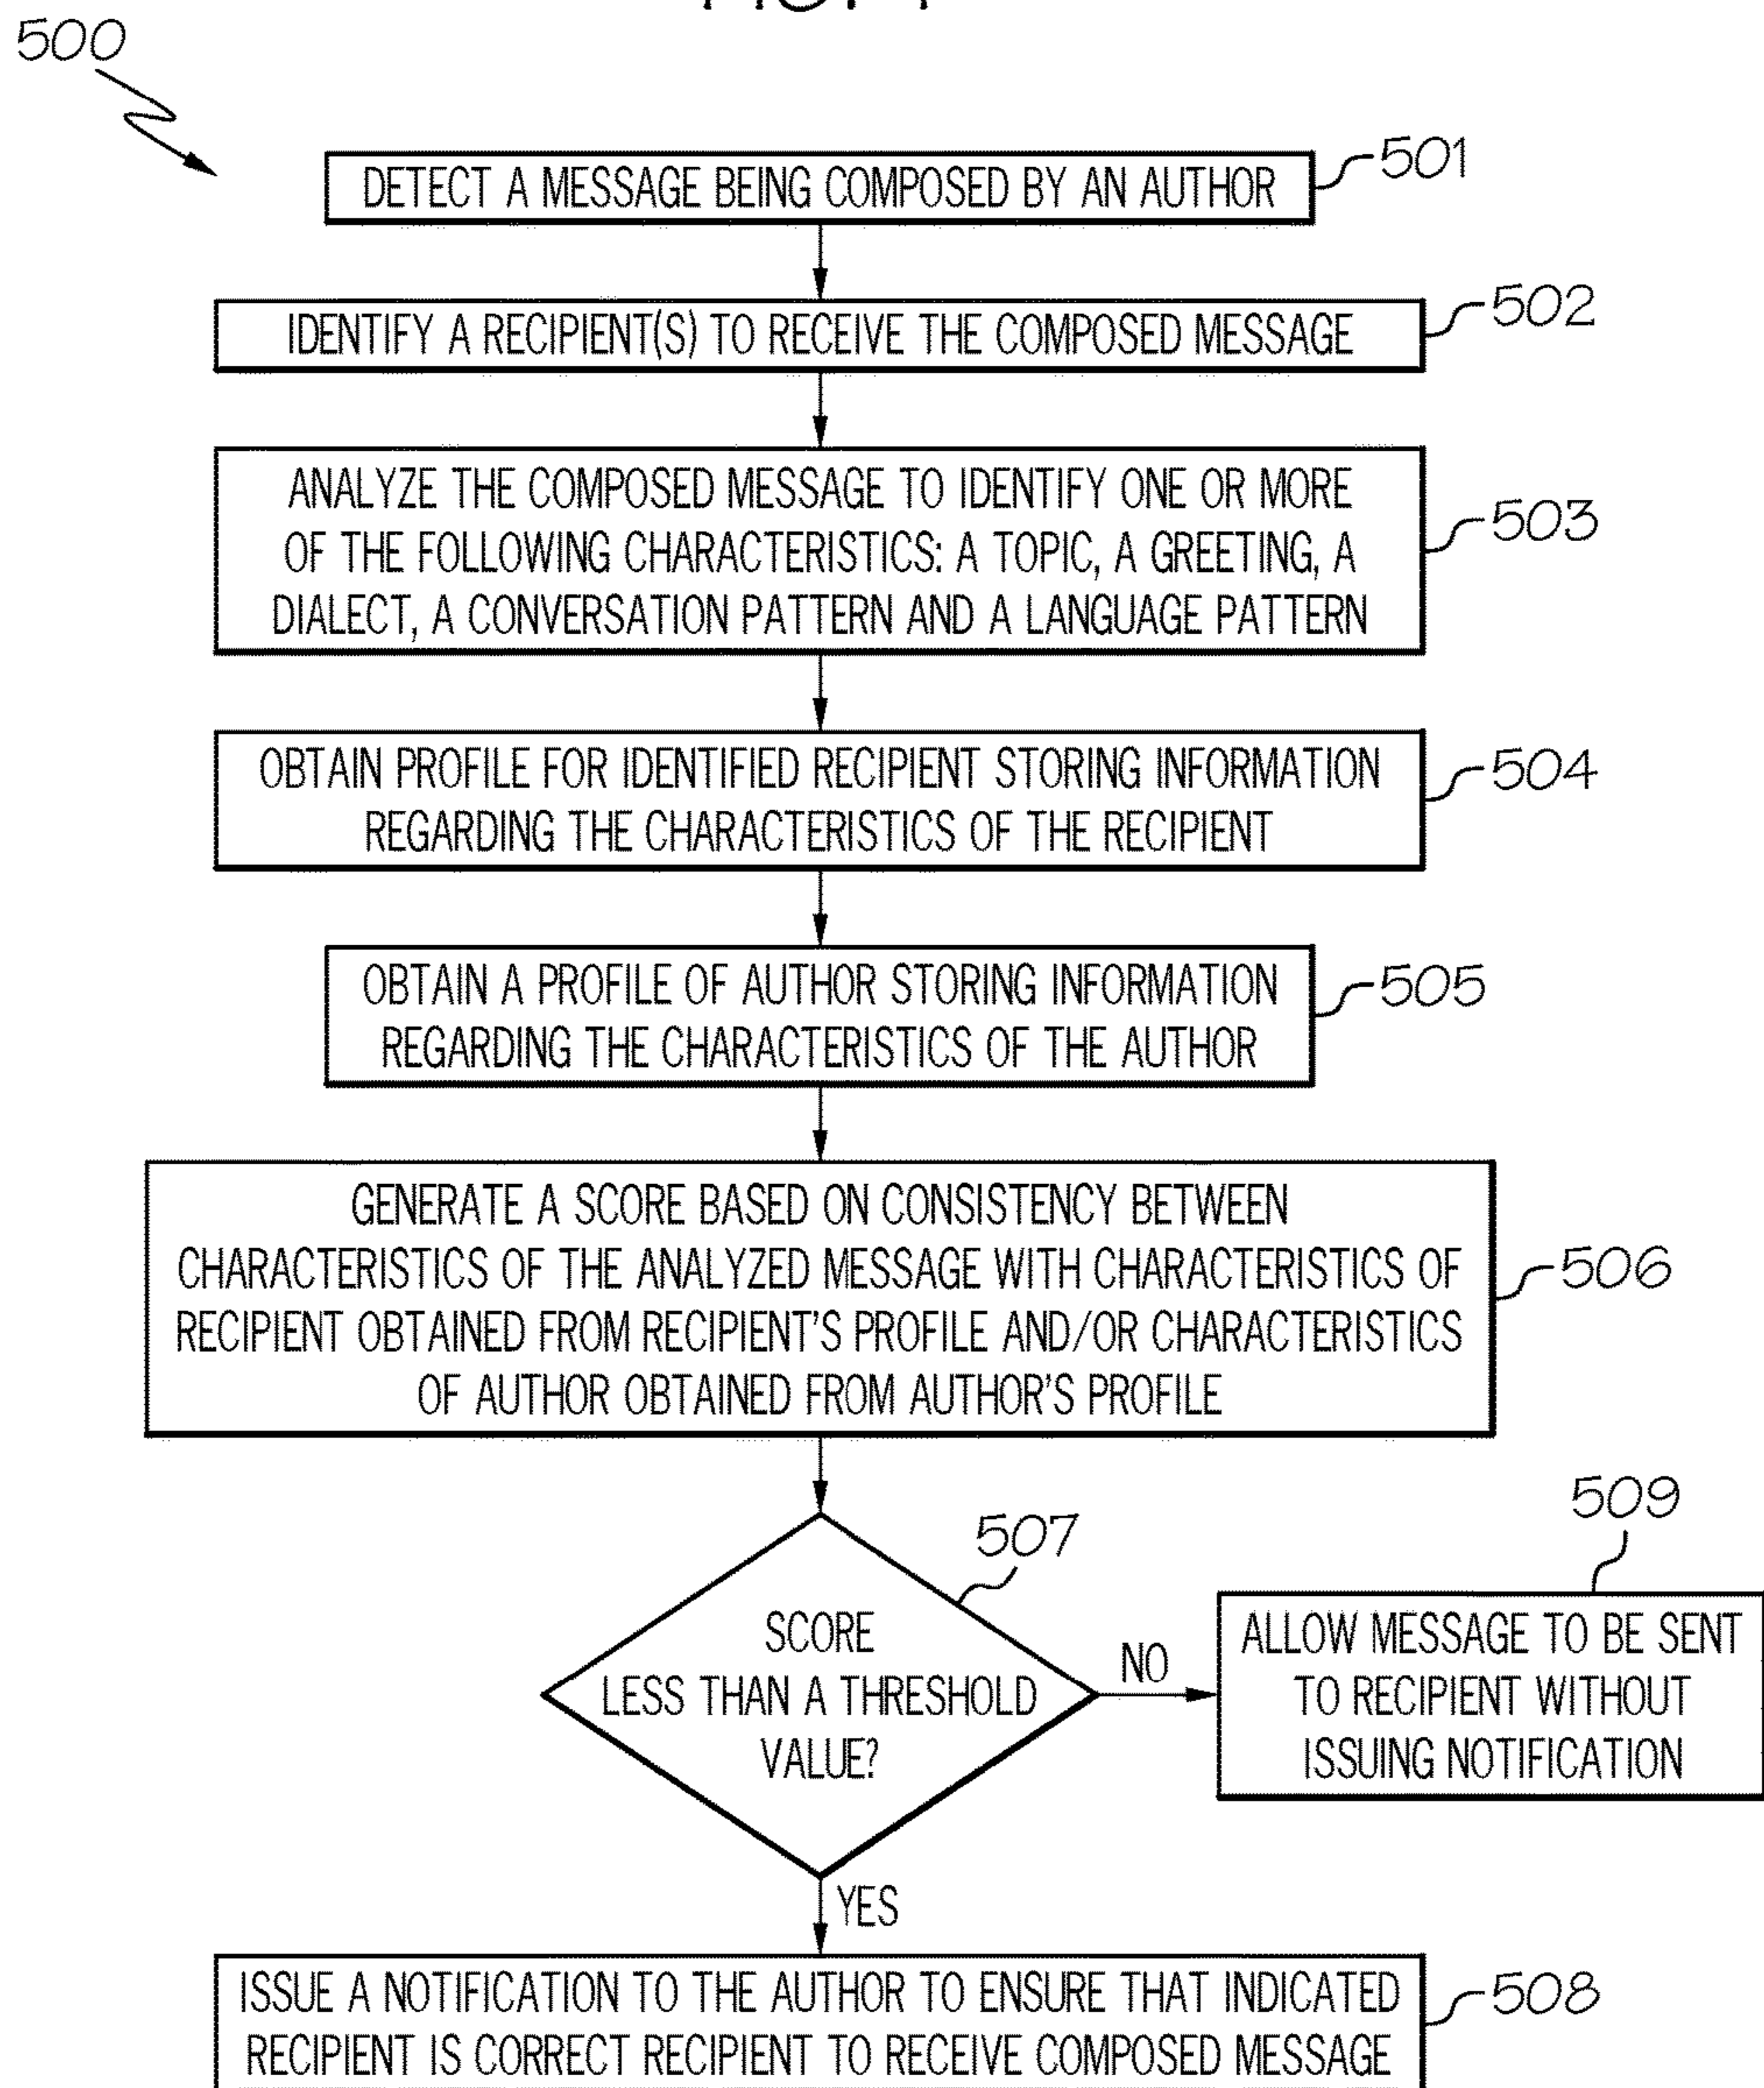 500
DETECT A MESSAGE BEING COMPOSED BY AN AUTHOR
501
IDENTIFY A RECIPIENT(S) TO RECEIVE THE COMPOSED MESSAGE
502
ANALYZE THE COMPOSED MESSAGE TO IDENTIFY ONE OR MORE
OF THE FOLLOWING CHARACTERISTICS: A TOPIC, A GREETING, A
DIALECT, A CONVERSATION PATTERN AND A LANGUAGE PATTERN
503
OBTAIN PROFILE FOR IDENTIFIED RECIPIENT STORING INFORMATION
REGARDING THE CHARACTERISTICS OF THE RECIPIENT
504
OBTAIN A PROFILE OF AUTHOR STORING INFORMATION
REGARDING THE CHARACTERISTICS OF THE AUTHOR
505
GENERATE A SCORE BASED ON CONSISTENCY BETWEEN
CHARACTERISTICS OF THE ANALYZED MESSAGE WITH CHARACTERISTICS OF
RECIPIENT OBTAINED FROM RECIPIENT'S PROFILE AND/OR CHARACTERISTICS
OF AUTHOR OBTAINED FROM AUTHOR'S PROFILE
506
507
SCORE
LESS THAN A THRESHOLD
VALUE?
NO
509
ALLOW MESSAGE TO BE SENT
TO RECIPIENT WITHOUT
ISSUING NOTIFICATION
YES
ISSUE A NOTIFICATION TO THE AUTHOR TO ENSURE THAT INDICATED
RECIPIENT IS CORRECT RECIPIENT TO RECEIVE COMPOSED MESSAGE
508